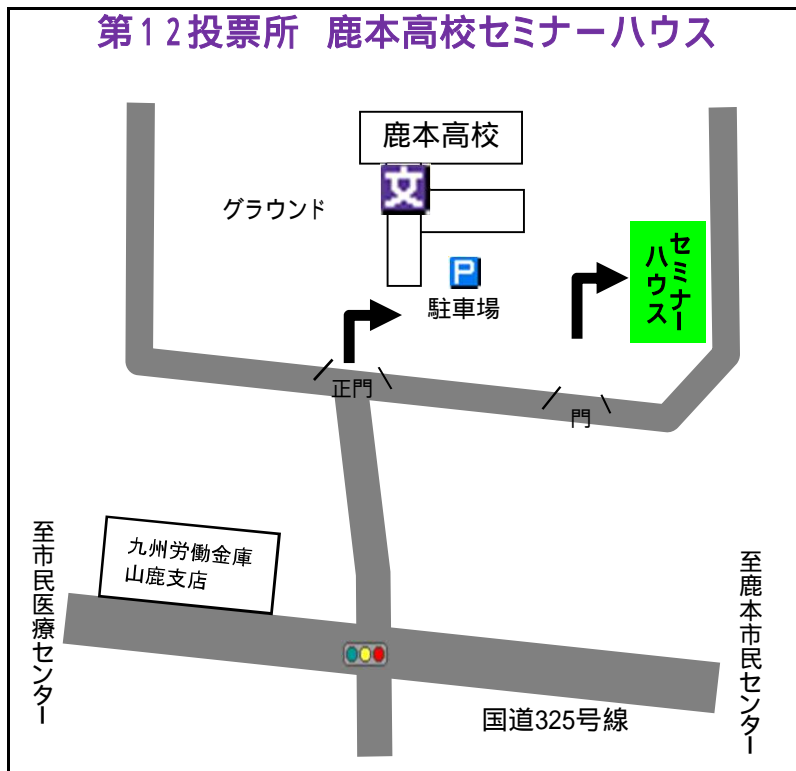 第12投票所 鹿本高校セミナーハウス
鹿本高校
文
グラウンド
セミナー
ハウス
P
駐車場
正門
門
至市民医療センター
九州労働金庫
山鹿支店
至鹿本市民センター
国道325号線